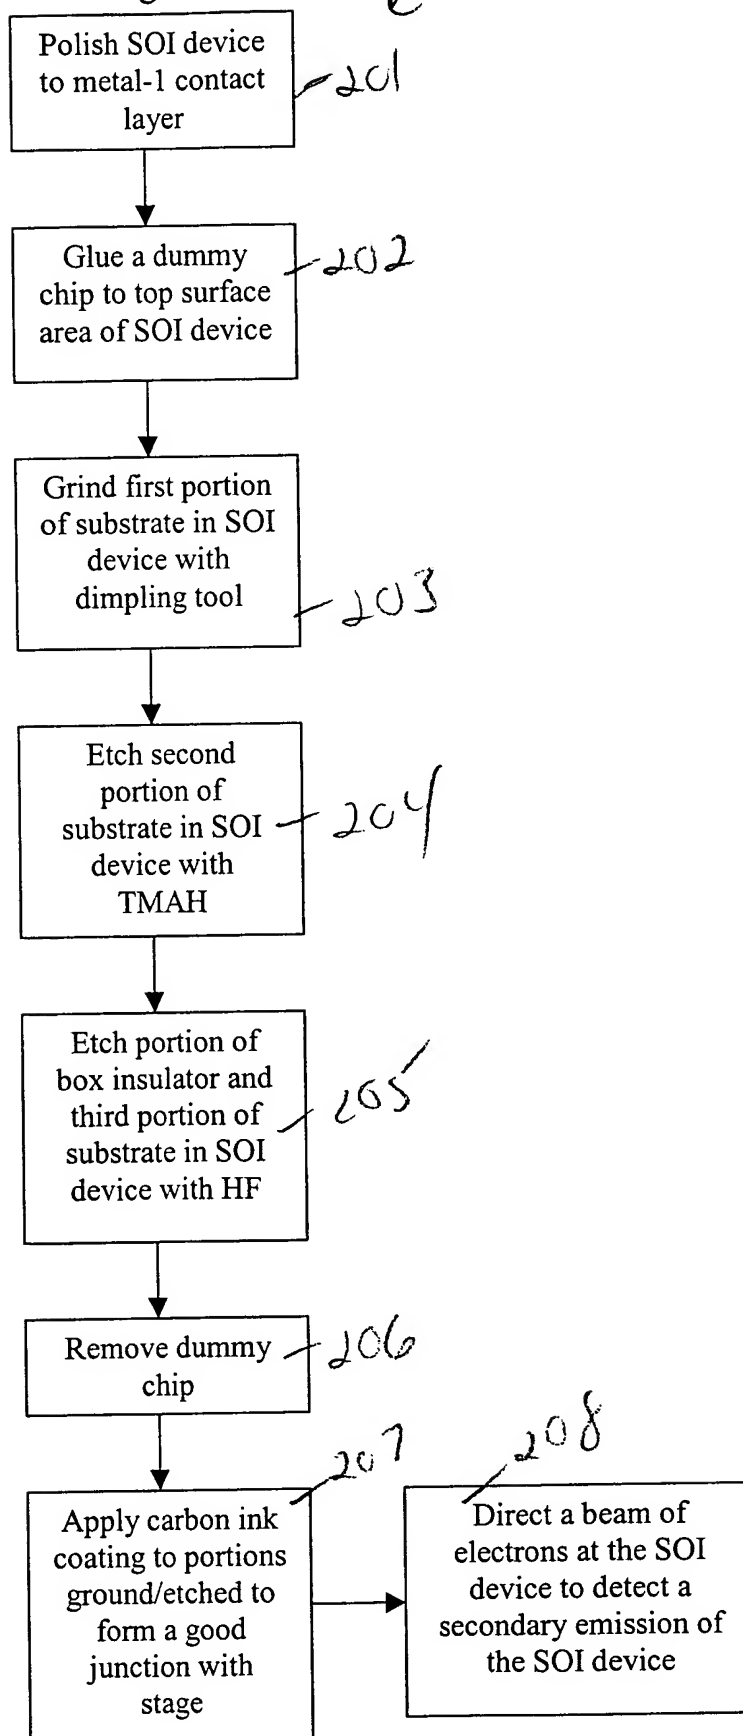 Polish SOI device
to metal-1 contact
layer
201
Glue a dummy
chip to top surface
area of SOI device
202
Grind first portion
of substrate in SOI
device with
dimpling tool
203
Etch second
portion of
substrate in SOI
device with
TMAH
204
Etch portion of
box insulator and
third portion of
substrate in SOI
device with HF
205
Remove dummy
chip
206
Apply carbon ink
coating to portions
ground/etched to
form a good
junction with
stage
207
Direct a beam of
electrons at the SOI
device to detect a
secondary emission of
the SOI device
208